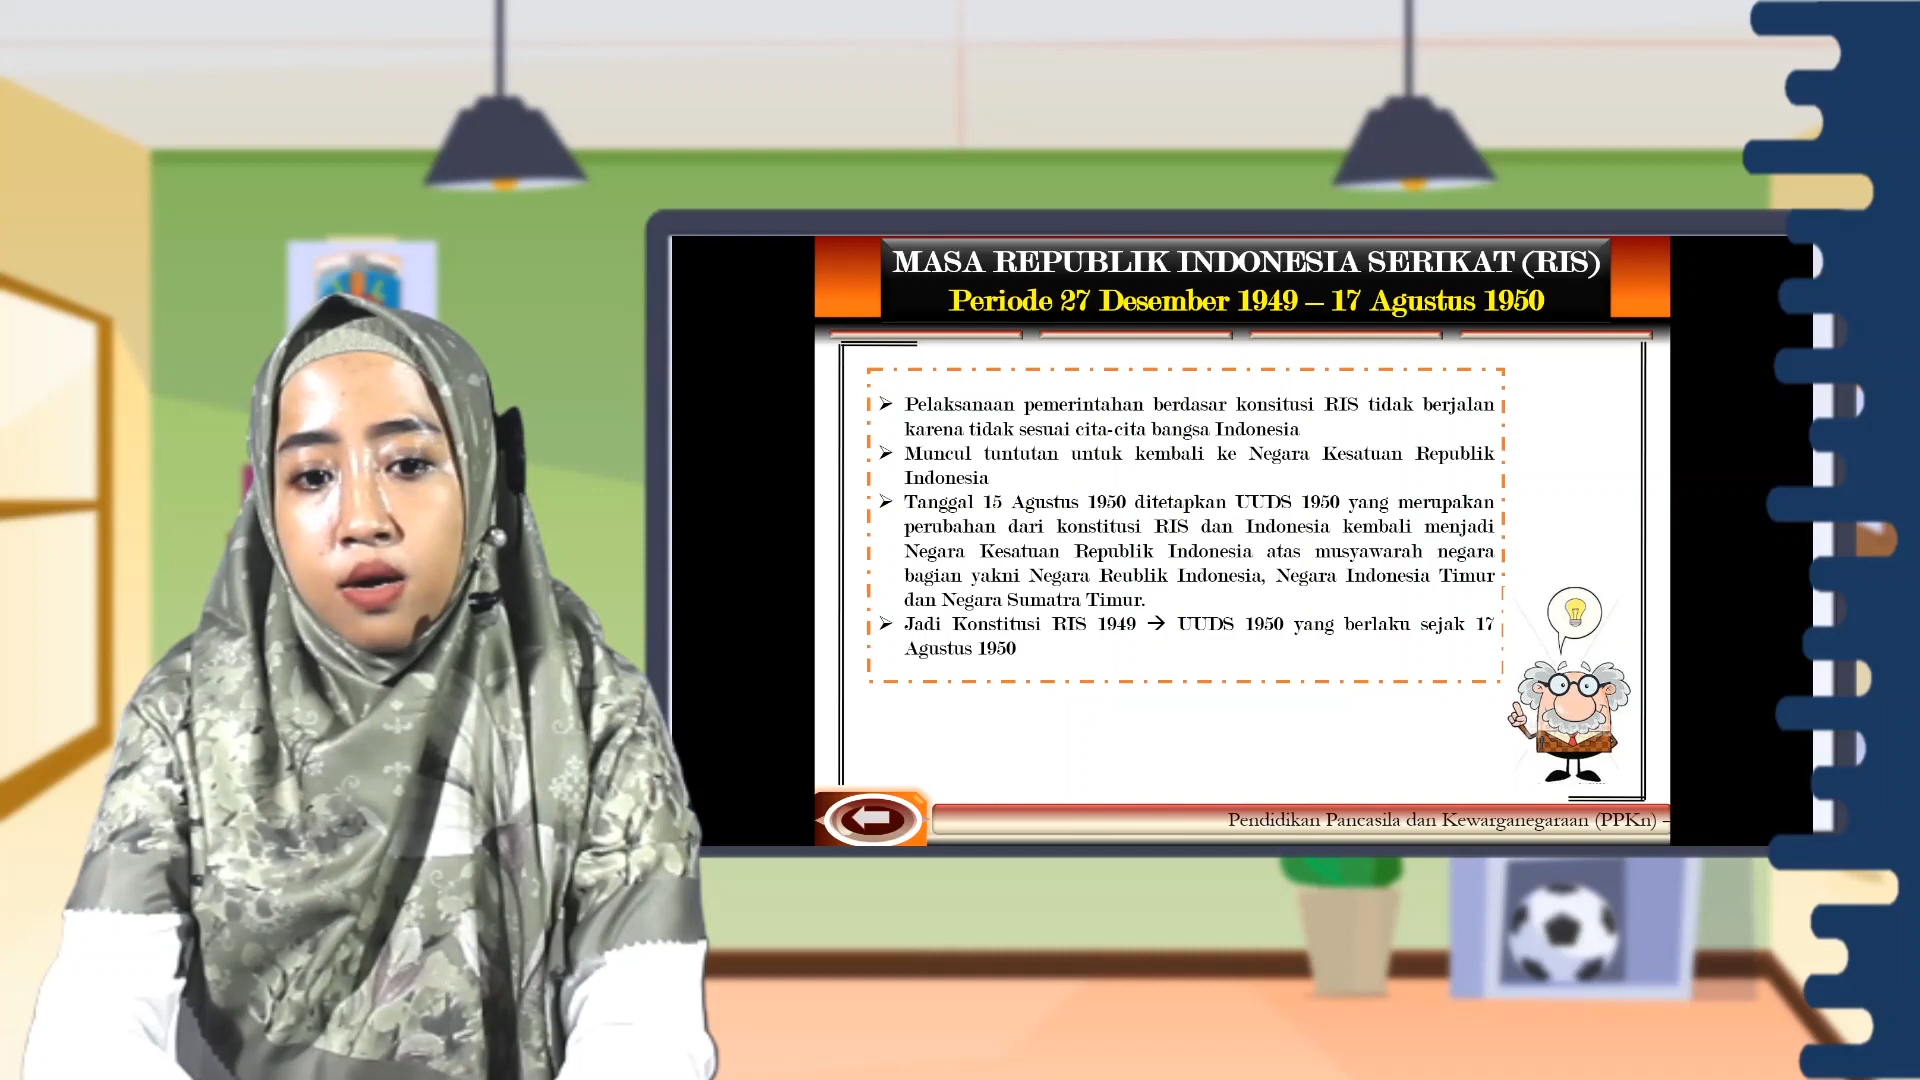 MASA REPUBLIK INDONESIA SERIKAT (RIS)
Periode 27 Desember 1949 – 17 Agustus 1950
➢ Pelaksanaan pemerintahan berdasar konsitusi RIS tidak berjalan
karena tidak sesuai cita-cita bangsa Indonesia
➢ Muncul tuntutan untuk kembali ke Negara Kesatuan Republik
Indonesia
➢ Tanggal 15 Agustus 1950 ditetapkan UUDS 1950 yang merupakan
perubahan dari konstitusi RIS dan Indonesia kembali menjadi
Negara Kesatuan Republik Indonesia atas musyawarah negara
bagian yakni Negara Reublik Indonesia, Negara Indonesia Timur
dan Negara Sumatra Timur.
➢ Jadi Konstitusi RIS 1949 → UUDS 1950 yang berlaku sejak 17
Agustus 1950
Pendidikan Pancasila dan Kewarganegaraan (PPKn) –